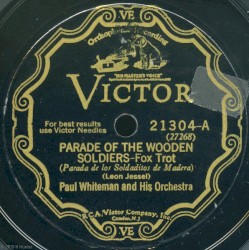 VE
Orthophonic Recording
"HIS MASTER'S VOICE"
VICTOR
For best results
use Victor Needles
21304-A
(27268)
PARADE OF THE WOODEN
SOLDIERS-Fox Trot
(Parada de los Soldaditos de Madera)
(Leon Jessel)
Paul Whiteman and His Orchestra
VE
R.C.A. Victor Company, Inc.
Camden, N.J.